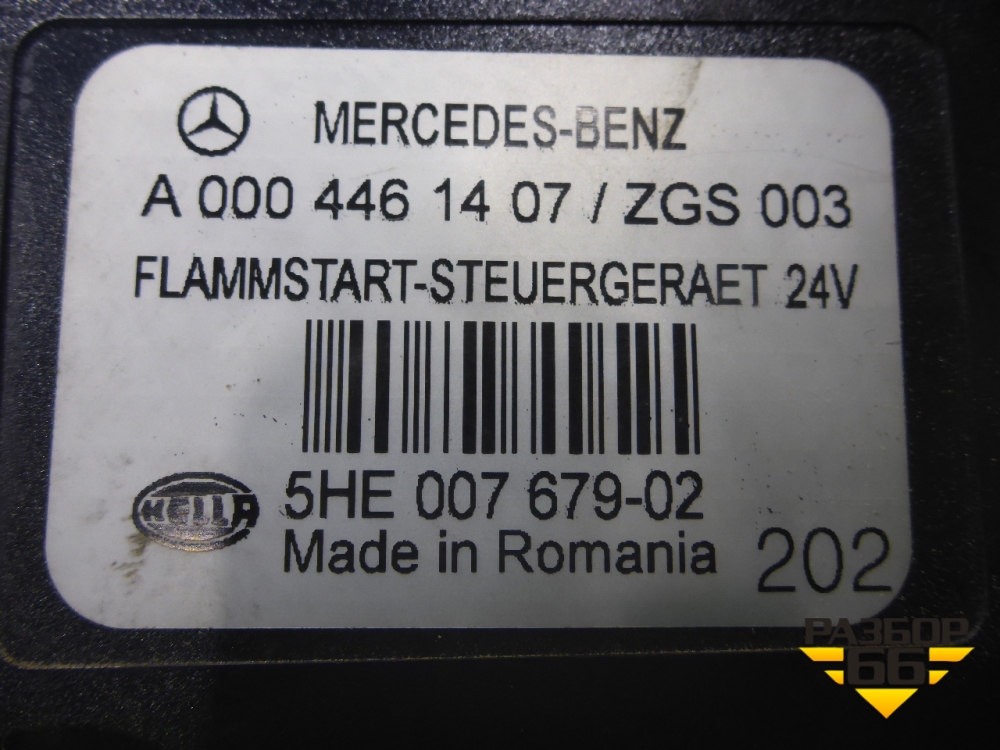 MERCEDES-BENZ
A 000 446 14 07 / ZGS 003
FLAMMSTART-STEUERGERAET 24V
HELLA
5HE 007 679-02
Made in Romania
202
РАЗБОР
66